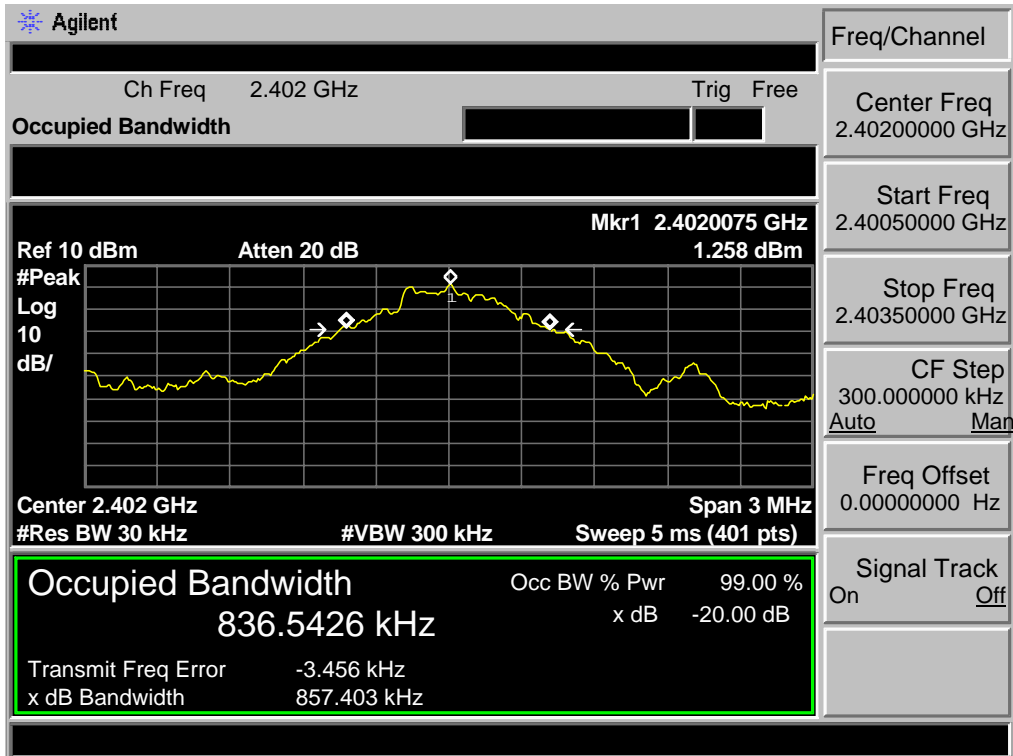 Agilent
Freq/Channel
Ch Freq 2.402 GHz Trig Free
Occupied Bandwidth
Center Freq
2.40200000 GHz
Start Freq
2.40050000 GHz
Stop Freq
2.40350000 GHz
CF Step
300.000000 kHz
Auto Man
Freq Offset
0.00000000 Hz
Signal Track
On Off
Mkr1 2.4020075 GHz
Ref 10 dBm Atten 20 dB 1.258 dBm
#Peak
Log
10
dB/
1
Center 2.402 GHz Span 3 MHz
#Res BW 30 kHz #VBW 300 kHz Sweep 5 ms (401 pts)
Occupied Bandwidth Occ BW % Pwr 99.00 %
836.5426 kHz x dB -20.00 dB
Transmit Freq Error -3.456 kHz
x dB Bandwidth 857.403 kHz